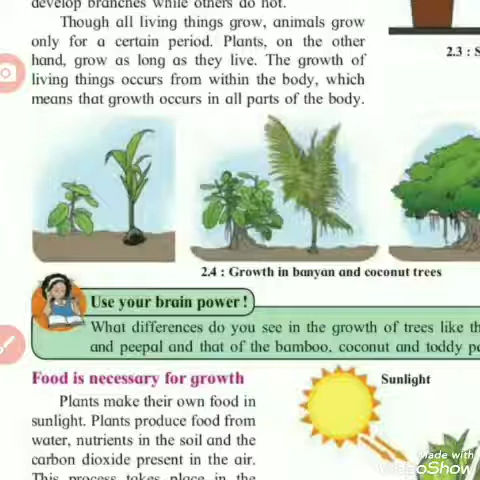 develop branches while others do not.
Though all living things grow, animals grow
only for a certain period. Plants, on the other
hand, grow as long as they live. The growth of
living things occurs from within the body, which
means that growth occurs in all parts of the body.
2.3 : S
2.4 : Growth in banyan and coconut trees
Use your brain power !
What differences do you see in the growth of trees like th
and peepal and that of the bamboo, coconut and toddy p
Food is necessary for growth
Plants make their own food in
sunlight. Plants produce food from
water, nutrients in the soil and the
carbon dioxide present in the air.
This process takes place in the
Sunlight
Made with
VideoShow